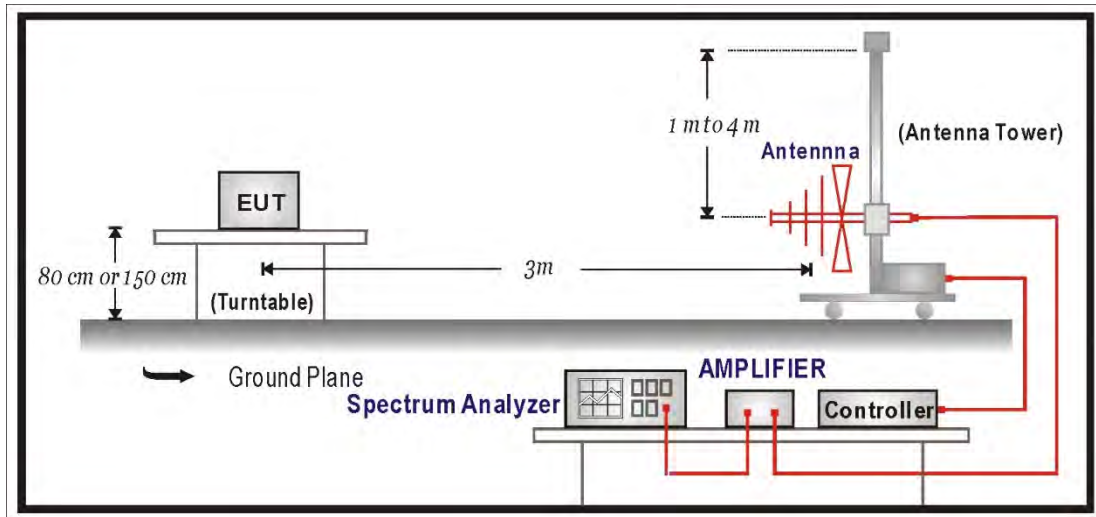 1 m to 4 m
(Antenna Tower)
Antennna
EUT
80 cm or 150 cm
3m
(Turntable)
Ground Plane
AMPLIFIER
Spectrum Analyzer
Controller